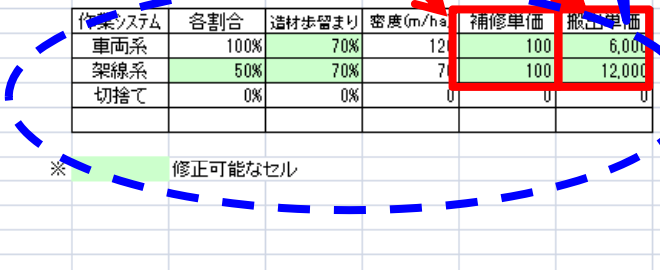 作業システム 各割合 造材歩留まり 密度(m/ha) 補修単価 搬出単価
車両系 100% 70% 120 100 6,000
架線系 50% 70% 70 100 12,000
切捨て 0% 0% 0 0 0
※ 修正可能なセル